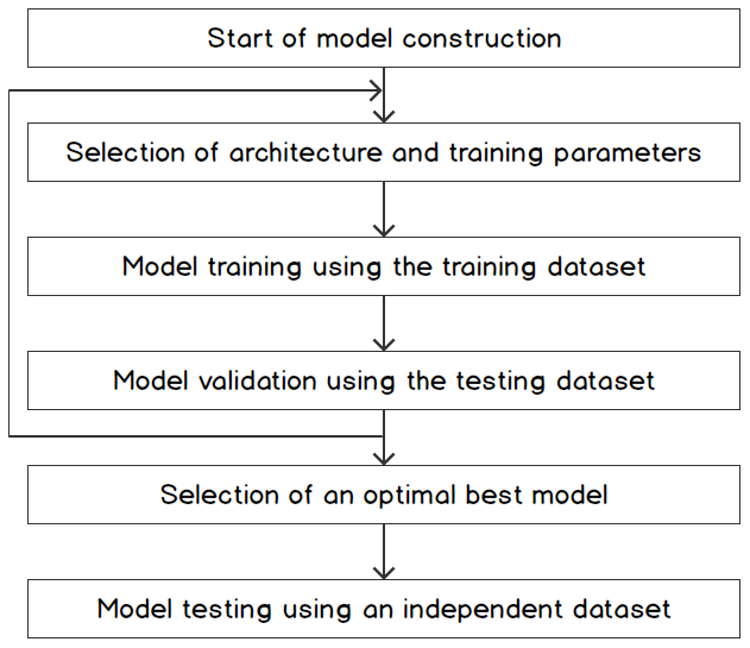 Start of model construction
Selection of architecture and training parameters
Model training using the training dataset
Model validation using the testing dataset
Selection of an optimal best model
Model testing using an independent dataset